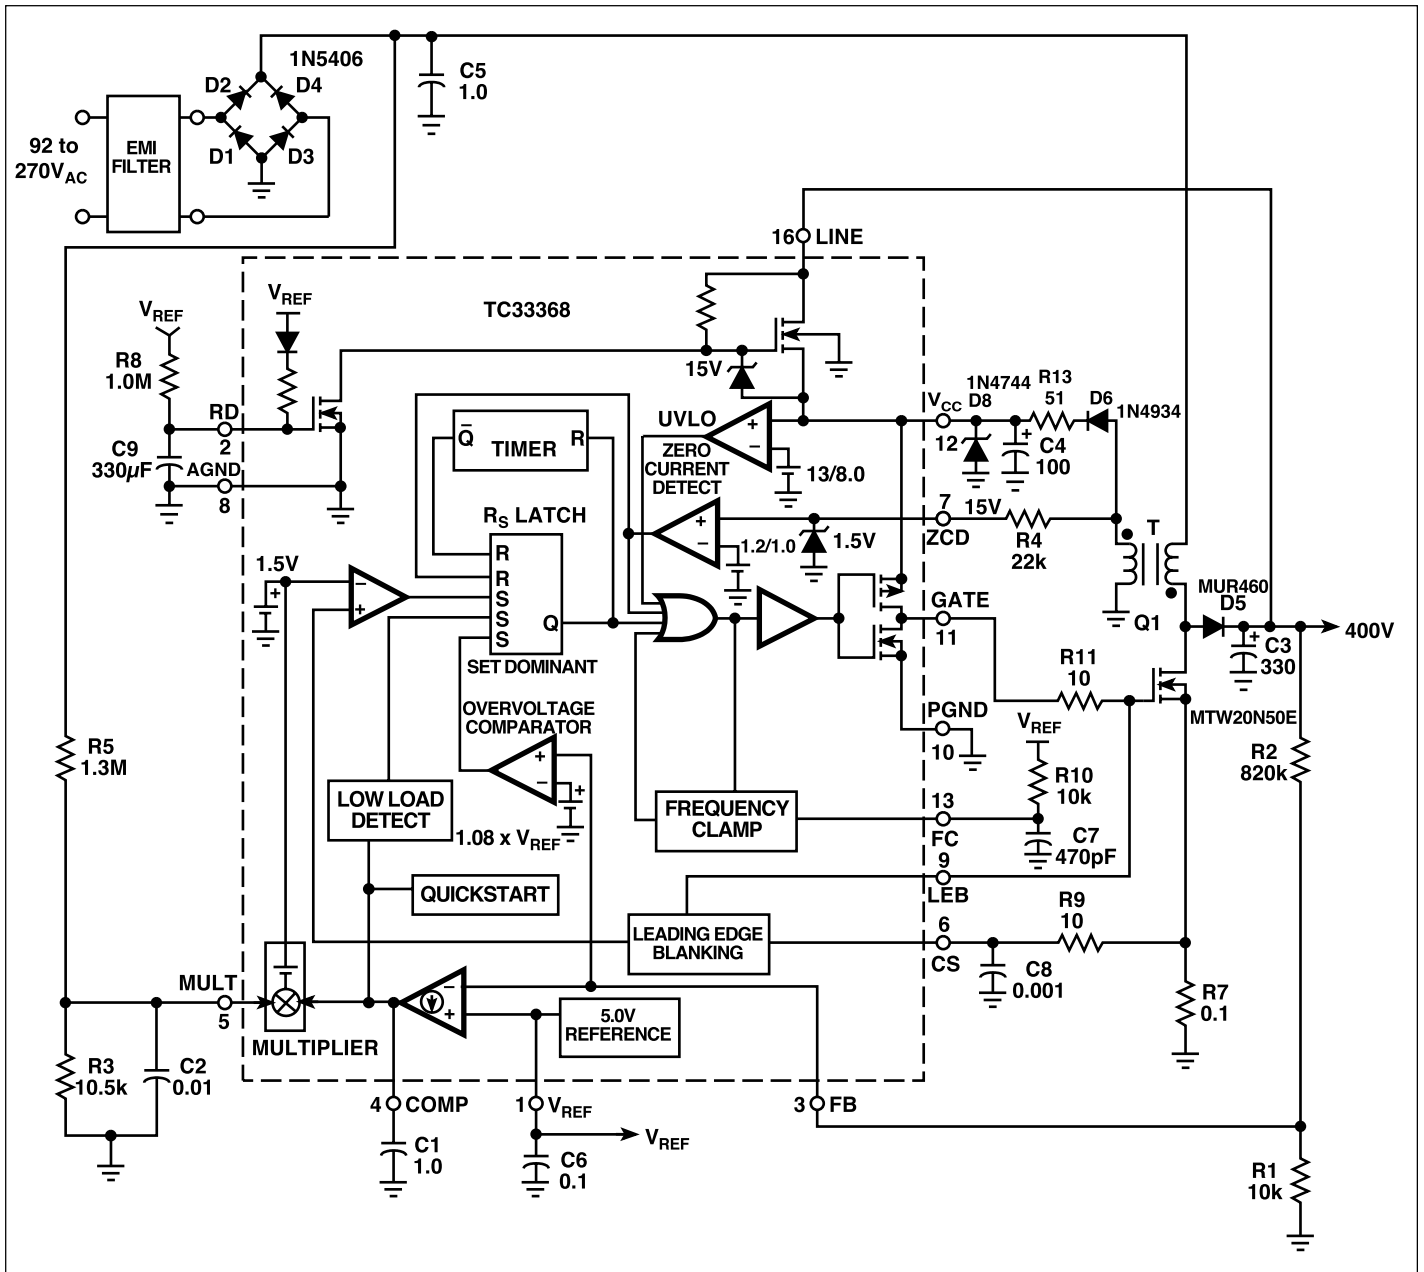 1N5406
D2
D4
D1
D3
C5
1.0
92 to
270VAC
EMI
FILTER
16
LINE
TC33368
VREF
VREF
R8
1.0M
RD
2
C9
330µF
AGND
8
15V
UVLO
+
−
13/8.0
VCC
12
1N4744
D8
R13
51
D6
1N4934
+
C4
100
Q̅
TIMER
R
ZERO
CURRENT
DETECT
+
−
1.2/1.0
1.5V
7
ZCD
15V
R4
22k
T
RS LATCH
R
R
S
S
S
Q
SET DOMINANT
1.5V
+
−
+
GATE
11
MUR460
D5
Q1
+
C3
330
400V
R11
10
MTW20N50E
PGND
10
VREF
R10
10k
R2
820k
R5
1.3M
OVERVOLTAGE
COMPARATOR
+
−
+
1.08 x VREF
LOW LOAD
DETECT
FREQUENCY
CLAMP
13
FC
C7
470pF
9
LEB
QUICKSTART
LEADING EDGE
BLANKING
6
CS
R9
10
C8
0.001
R7
0.1
MULT
5
MULTIPLIER
−
+
5.0V
REFERENCE
R3
10.5k
C2
0.01
4
COMP
1
VREF
3
FB
C1
1.0
VREF
C6
0.1
R1
10k